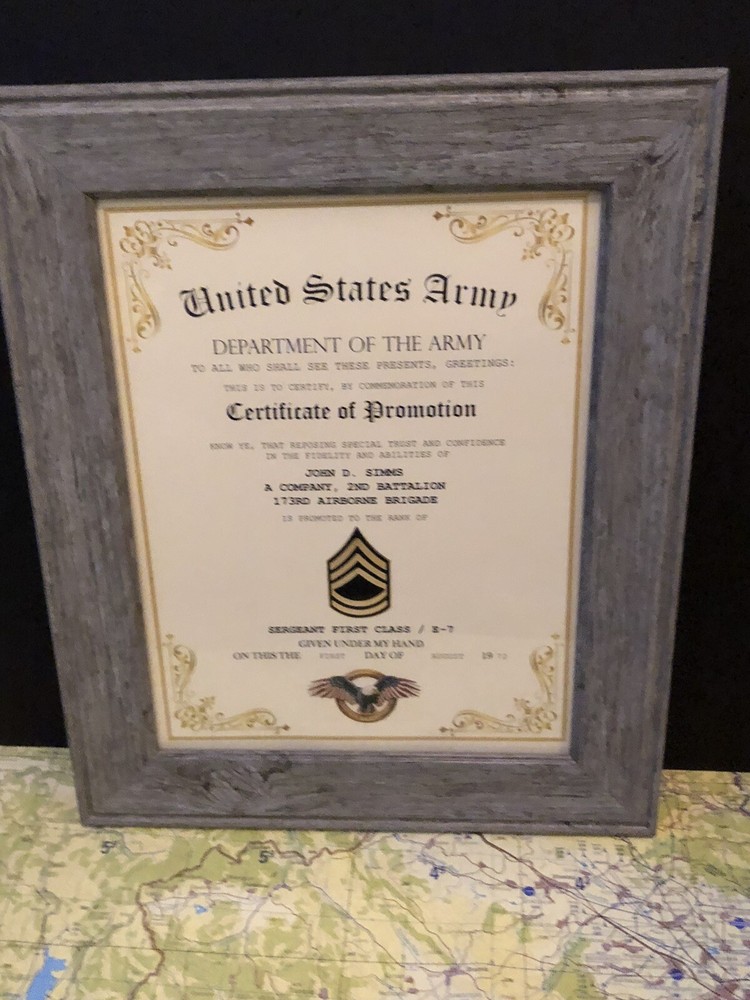 United States Army
DEPARTMENT OF THE ARMY
TO ALL WHO SHALL SEE THESE PRESENTS, GREETINGS:
THIS IS TO CERTIFY, BY COMMEMORATION OF THIS
Certificate of Promotion
KNOW YE, THAT REPOSING SPECIAL TRUST AND CONFIDENCE
IN THE FIDELITY AND ABILITIES OF
JOHN D. SIMMS
A COMPANY, 2ND BATTALION
173RD AIRBORNE BRIGADE
IS PROMOTED TO THE RANK OF
SERGEANT FIRST CLASS / E-7
GIVEN UNDER MY HAND
ON THIS THE FIRST DAY OF AUGUST 19